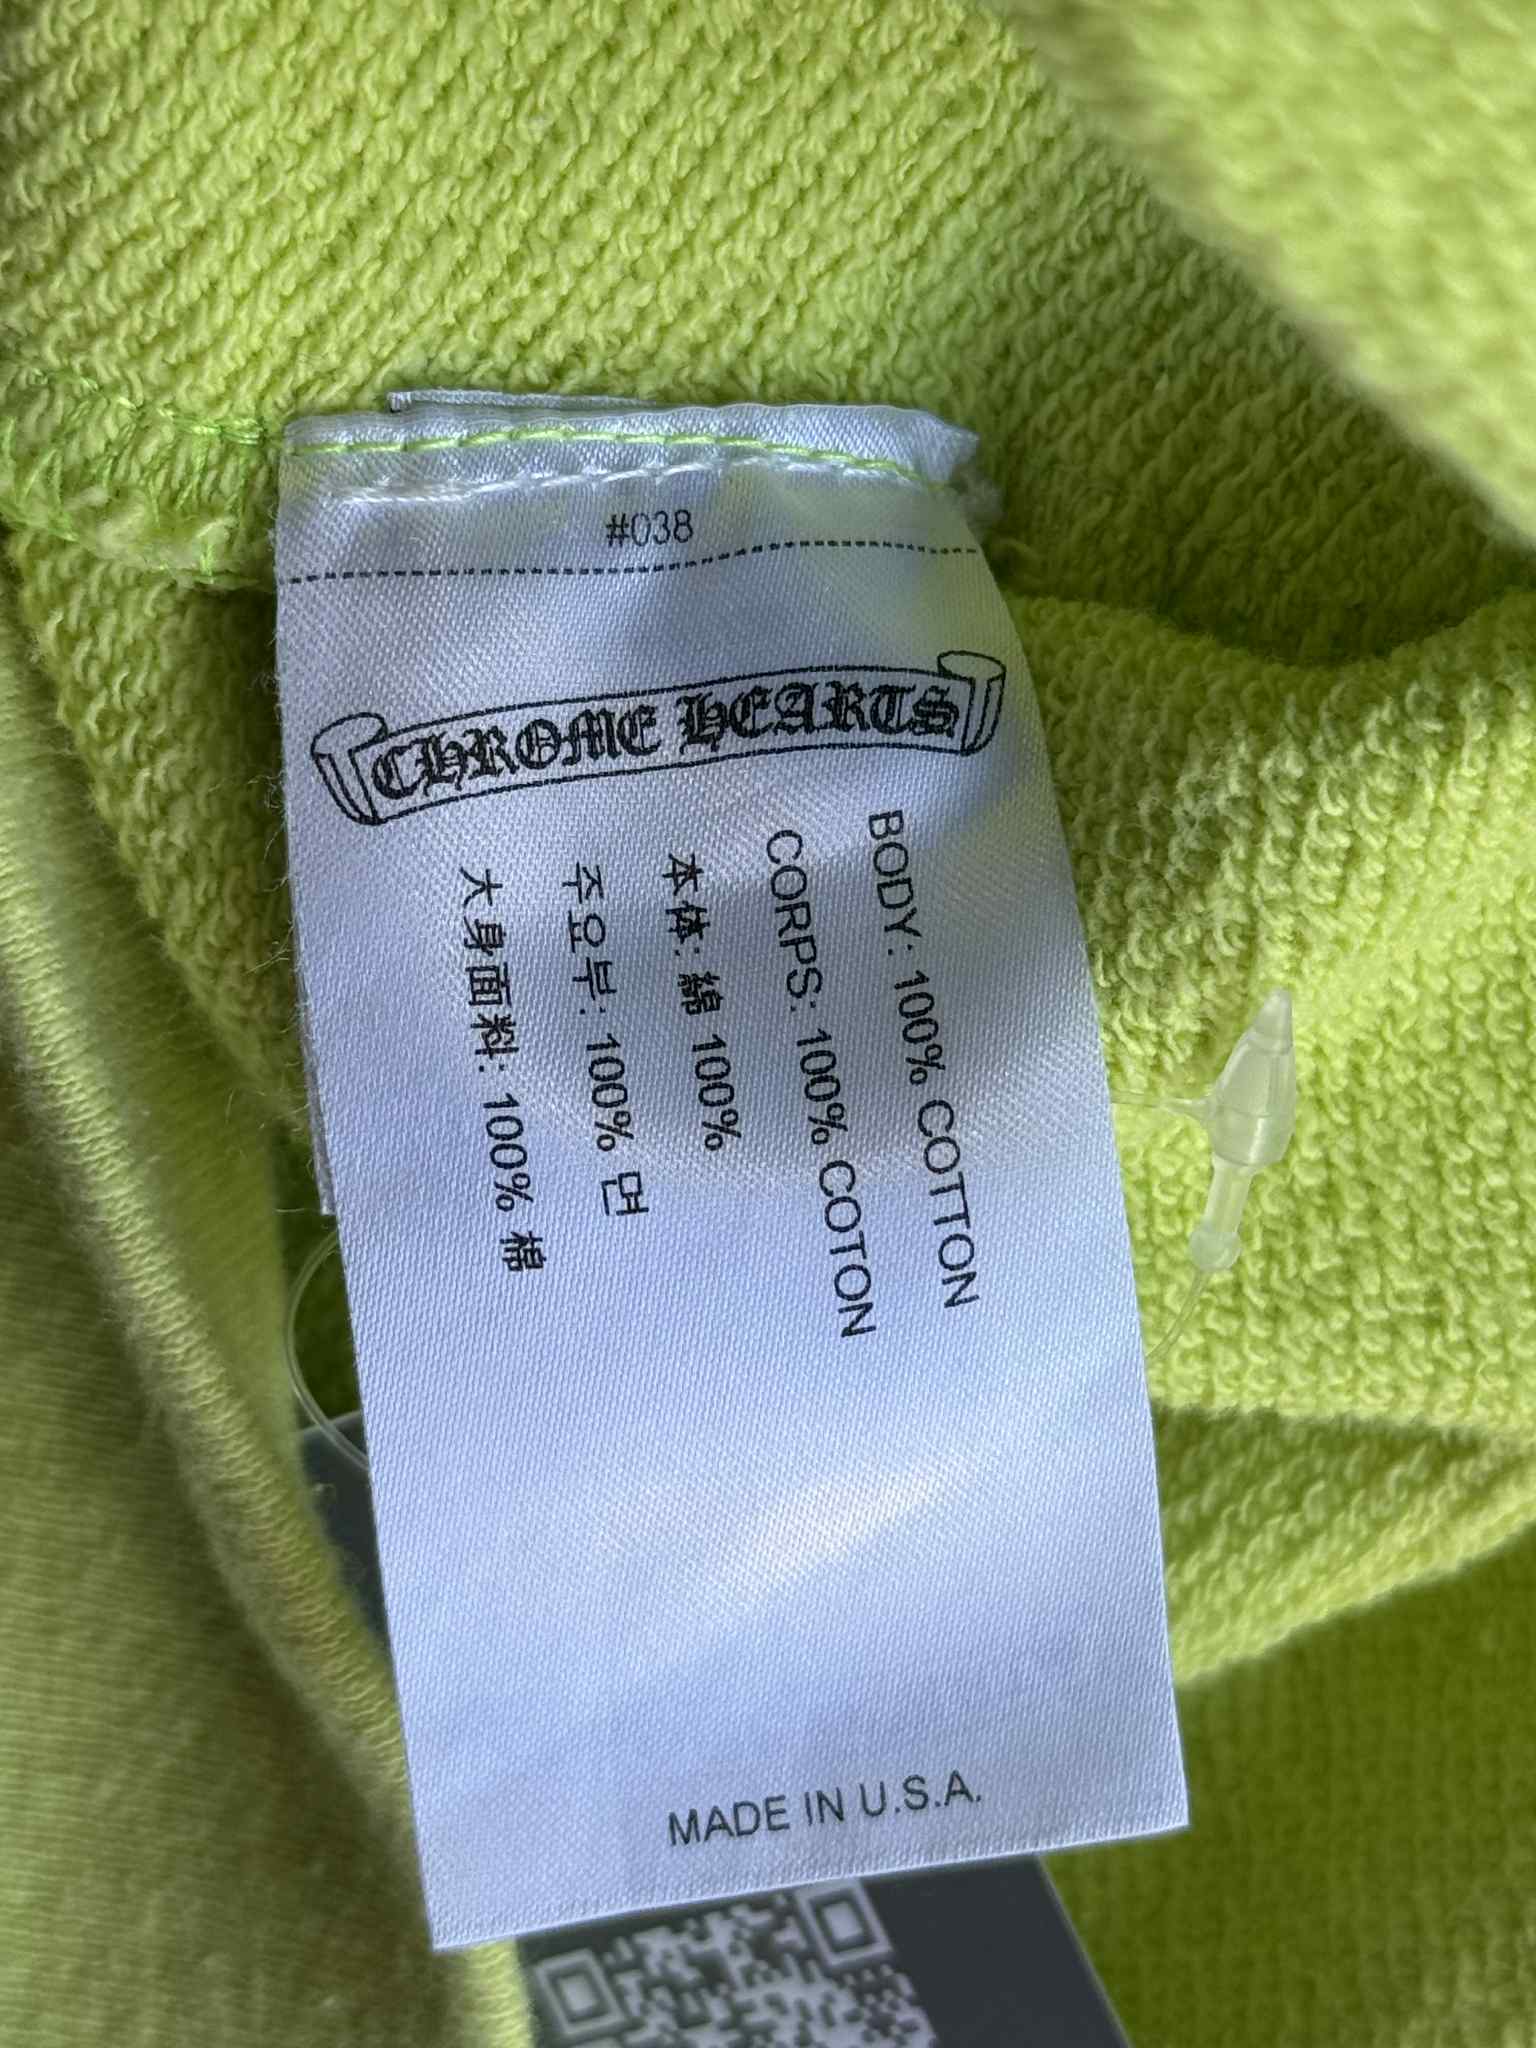 #038
CHROME HEARTS
BODY: 100% COTTON
CORPS: 100% COTON
本体: 綿 100%
주요부: 100% 면
大身面料: 100% 棉
MADE IN U.S.A.